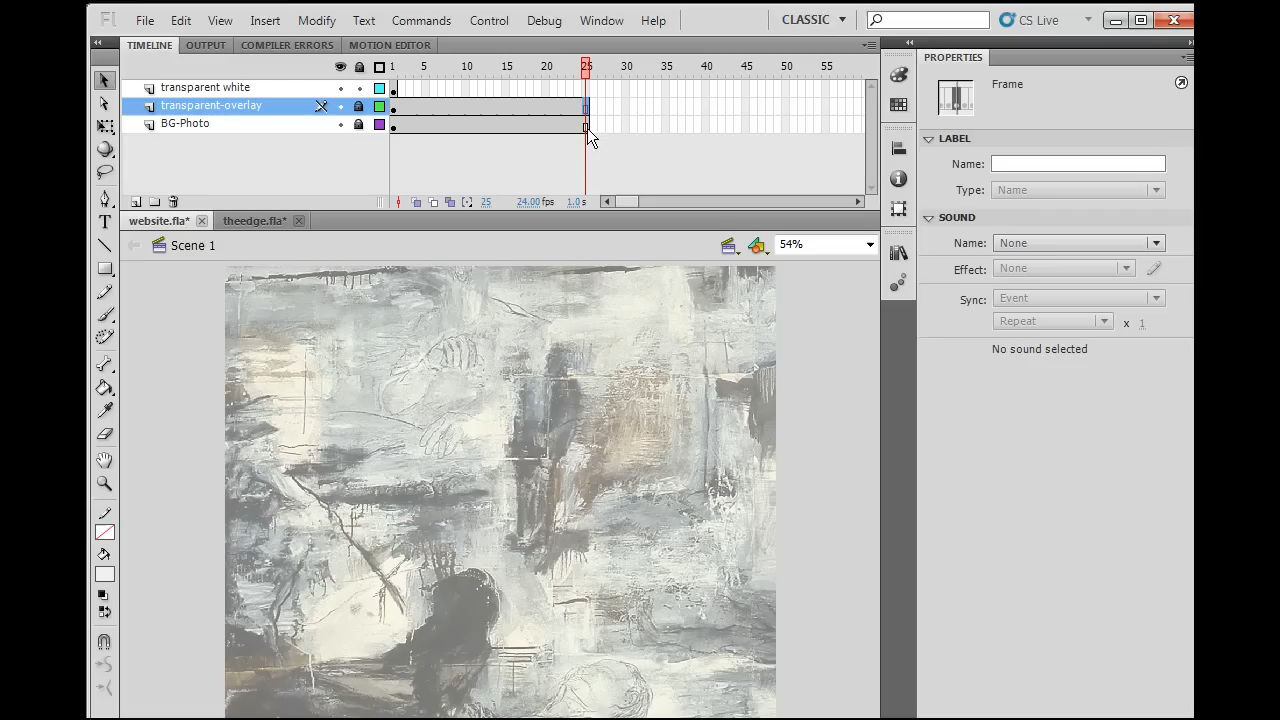 Fl File Edit View Insert Modify Text Commands Control Debug Window Help CLASSIC CS Live
TIMELINE OUTPUT COMPILER ERRORS MOTION EDITOR
1 5 10 15 20 25 30 35 40 45 50 55
transparent white
transparent-overlay
BG-Photo
25 24.00 fps 1.0 s
website.fla* theedge.fla*
Scene 1 54%
PROPERTIES
Frame
LABEL
Name:
Type: Name
SOUND
Name: None
Effect: None
Sync: Event
Repeat x 1
No sound selected
T